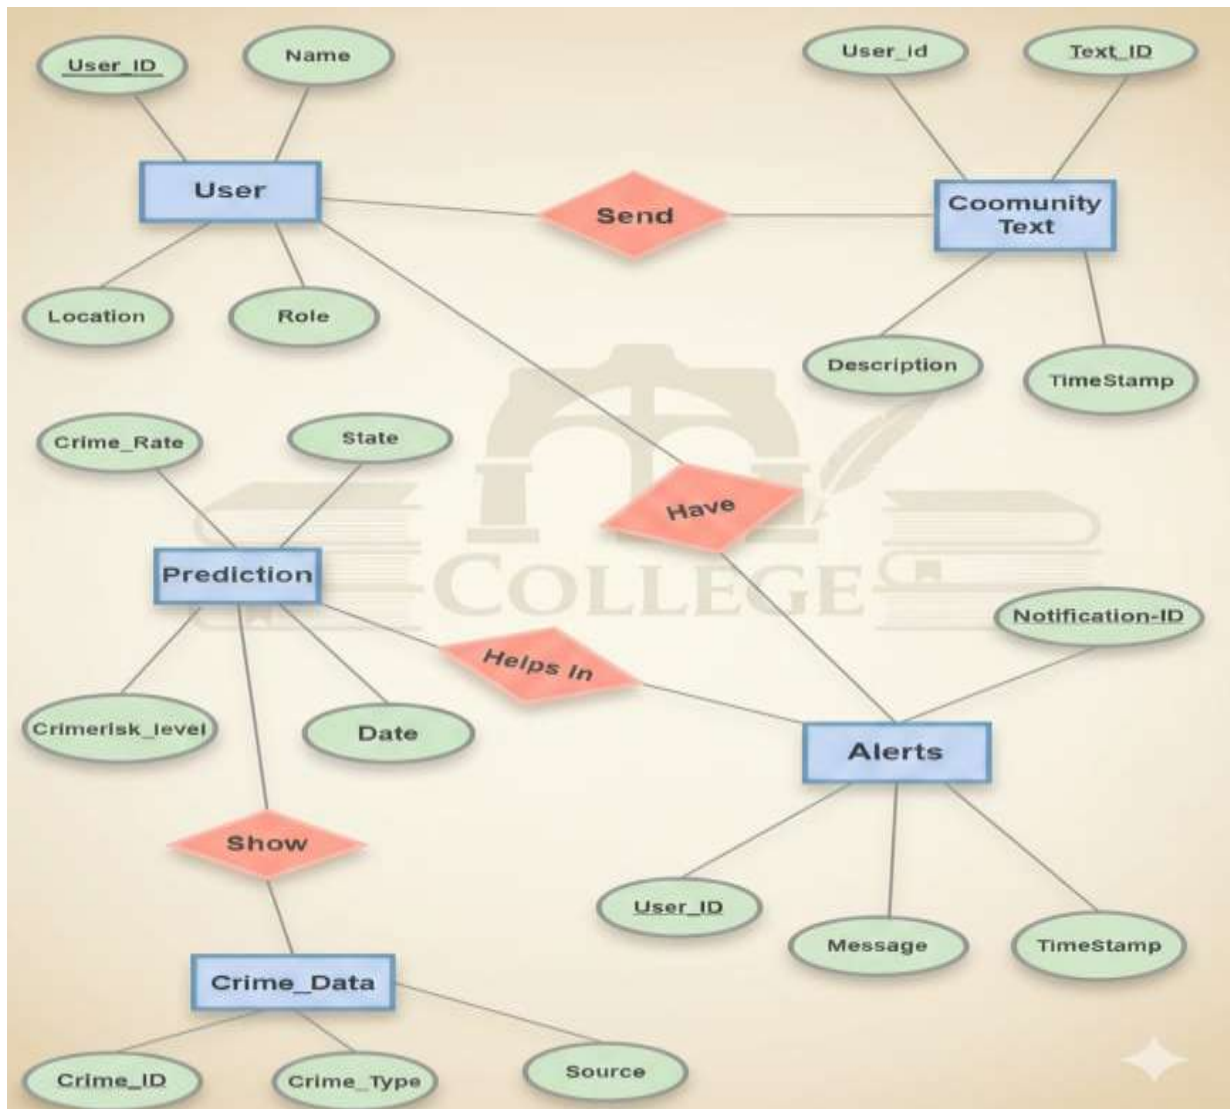 User_ID
Name
User_id
Text_ID
User
Send
Coomunity
Text
Location
Role
Description
TimeStamp
Crime_Rate
State
Have
Prediction
COLLEGE
Notification-ID
Helps In
Crimerisk_level
Date
Alerts
Show
User_ID
Message
TimeStamp
Crime_Data
Crime_ID
Crime_Type
Source